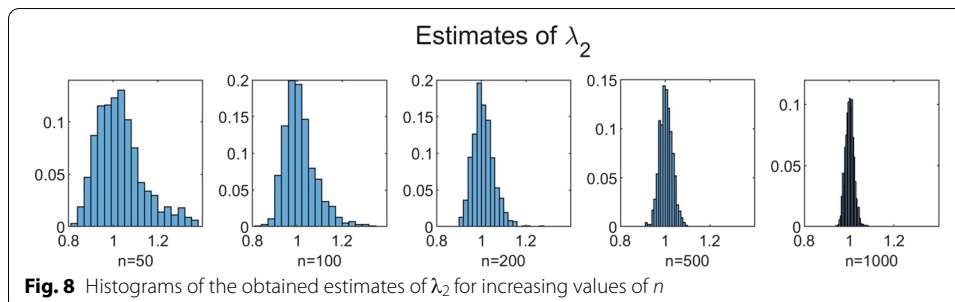 Estimates of λ2
0.1
0.05
0
0.8 1 1.2
n=50
0.2
0.15
0.1
0.05
0
0.8 1 1.2
n=100
0.2
0.15
0.1
0.05
0
0.8 1 1.2
n=200
0.15
0.1
0.05
0
0.8 1 1.2
n=500
0.1
0.05
0
0.8 1 1.2
n=1000
Fig. 8 Histograms of the obtained estimates of λ2 for increasing values of n